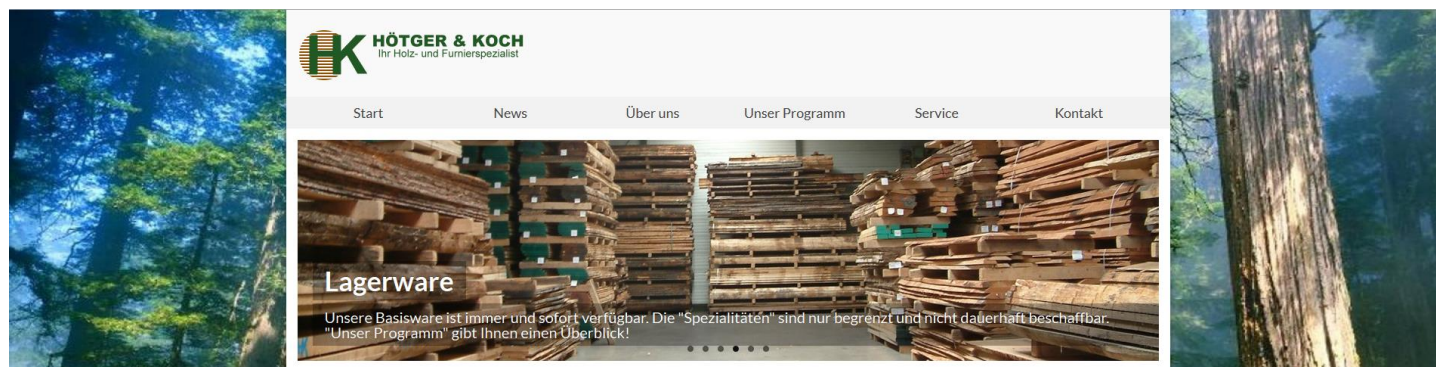 HK HÖTGER & KOCH
Ihr Holz- und Furnierspezialist
Start News Über uns Unser Programm Service Kontakt
Lagerware
Unsere Basisware ist immer und sofort verfügbar. Die "Spezialitäten" sind nur begrenzt und nicht dauerhaft beschaffbar.
"Unser Programm" gibt Ihnen einen Überblick!